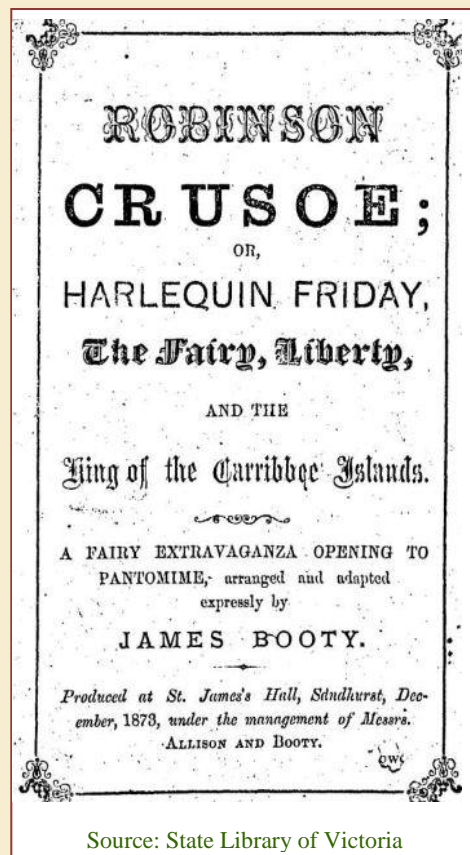 ROBINSON
CRUSOE;
OR,
HARLEQUIN FRIDAY,
The Fairy, Liberty,
AND THE
King of the Carribbee Islands.
A FAIRY EXTRAVAGANZA OPENING TO
PANTOMIME, arranged and adapted
expressly by
JAMES BOOTY.
Produced at St. James's Hall, Sandhurst, Dec-
ember, 1873, under the management of Messrs.
ALLISON AND BOOTY.
Source: State Library of Victoria